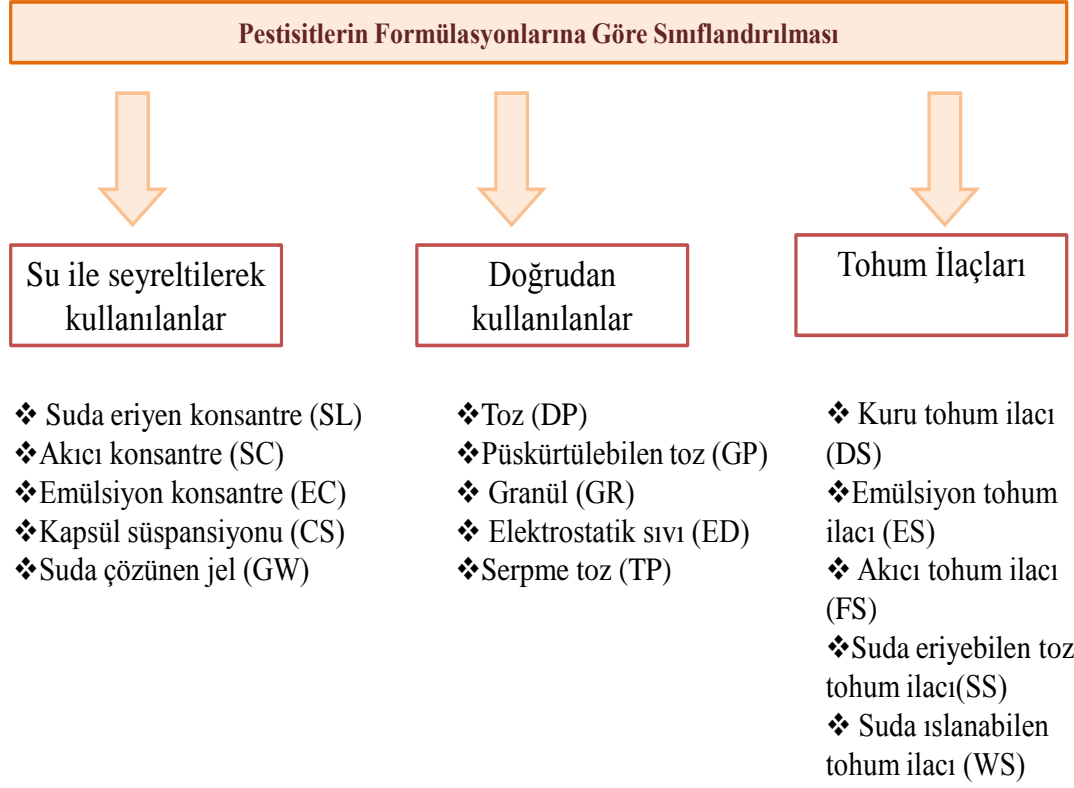 Pestisitlerin Formülasyonlarına Göre Sınıflandırılması
Su ile seyreltilerek
kullanılanlar
❖ Suda eriyen konsantre (SL)
❖Akıcı konsantre (SC)
❖Emülsiyon konsantre (EC)
❖Kapsül süspansiyonu (CS)
❖Suda çözünen jel (GW)
Doğrudan
kullanılanlar
❖Toz (DP)
❖Püskürtülebilen toz (GP)
❖ Granül (GR)
❖ Elektrostatik sıvı (ED)
❖Serpme toz (TP)
Tohum İlaçları
❖ Kuru tohum ilacı
(DS)
❖Emülsiyon tohum
ilacı (ES)
❖ Akıcı tohum ilacı
(FS)
❖Suda eriyebilen toz
tohum ilacı(SS)
❖ Suda ıslanabilen
tohum ilacı (WS)